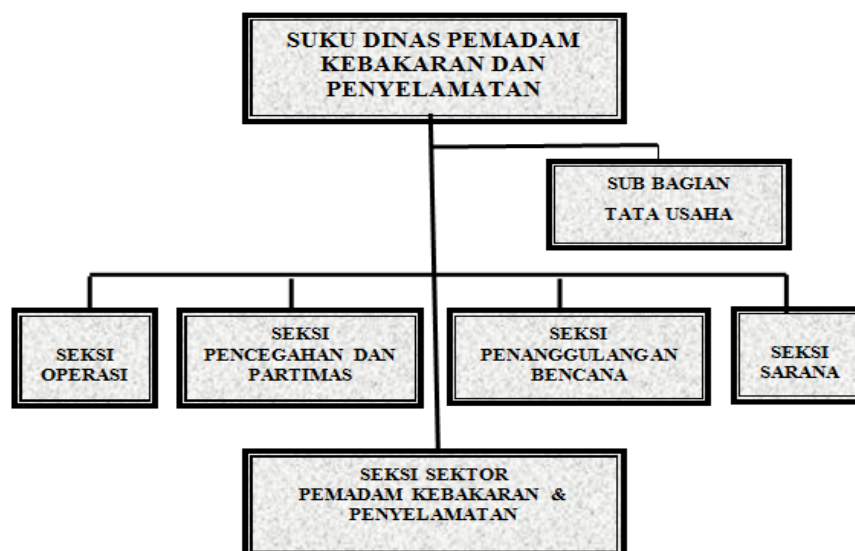 SUKU DINAS PEMADAM
KEBAKARAN DAN
PENYELAMATAN
SUB BAGIAN
TATA USAHA
SEKSI
OPERASI
SEKSI
PENCEGAHAN DAN
PARTIMAS
SEKSI
PENANGGULANGAN
BENCANA
SEKSI
SARANA
SEKSI SEKTOR
PEMADAM KEBAKARAN &
PENYELAMATAN